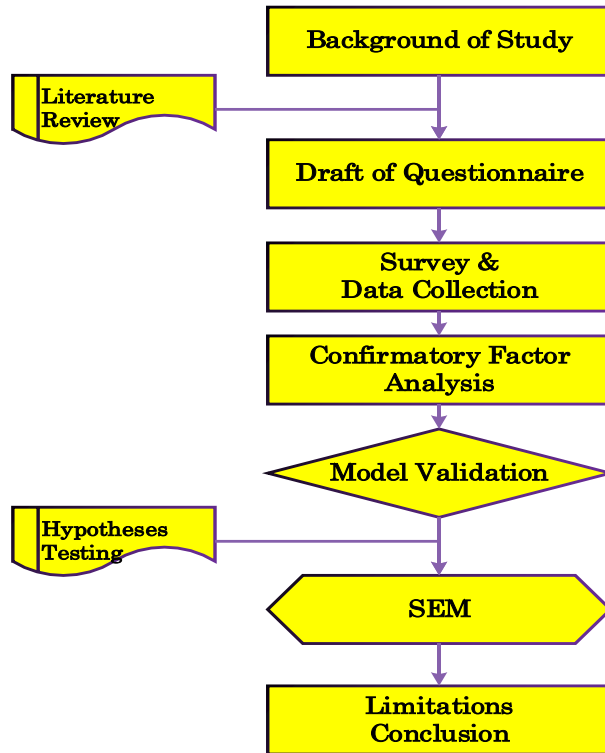 Background of Study
Literature
Review
Draft of Questionnaire
Survey &
Data Collection
Confirmatory Factor
Analysis
Model Validation
Hypotheses
Testing
SEM
Limitations
Conclusion